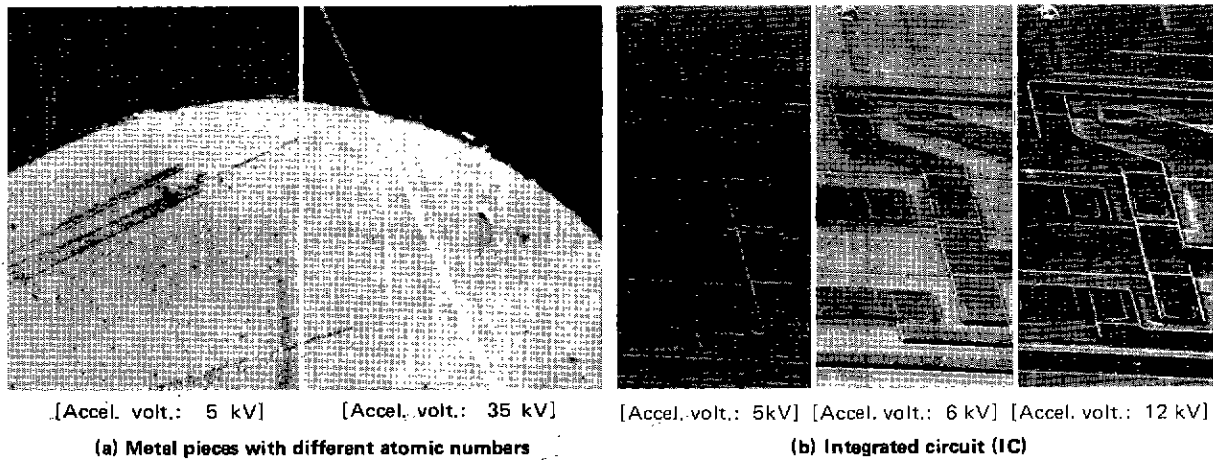 [Accel. volt.: 5 kV] [Accel. volt.: 35 kV] [Accel. volt.: 5kV] [Accel. volt.: 6 kV] [Accel. volt.: 12 kV]
(a) Metal pieces with different atomic numbers (b) Integrated circuit (IC)